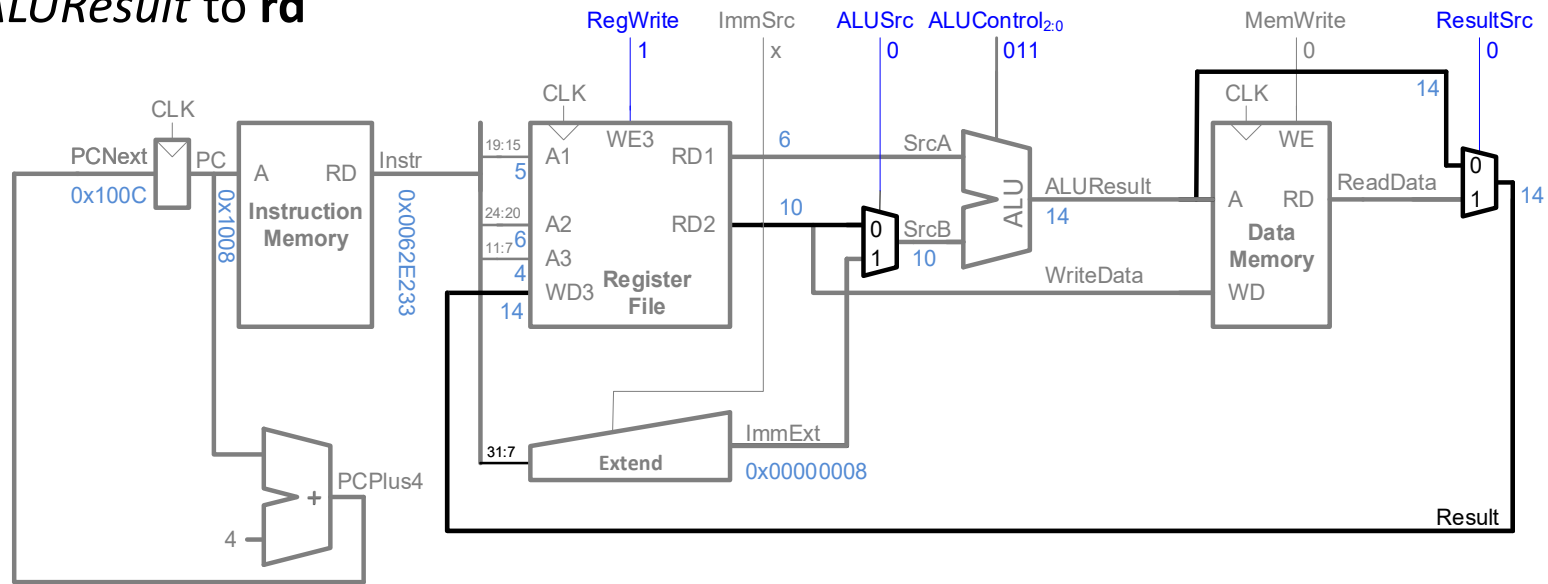 ALUResult to rd
RegWrite ImmSrc ALUSrc ALUControl2:0 MemWrite ResultSrc
1 x 0 011 0 0
CLK CLK CLK 14
PCNext PC Instr 19:15 WE3 6 SrcA WE
0x100C A RD A1 RD1 0
5 ALUResult ReadData
0x1008 Instruction Memory 0x0062E233 ALU 14 A RD 1 14
24:20 A2 RD2 10 0 SrcB
6 1 10 Data
11:7 A3 Memory
4 Register
WD3 File WriteData WD
14
ImmExt
31:7 Extend
0x00000008
PCPlus4
+
4
Result